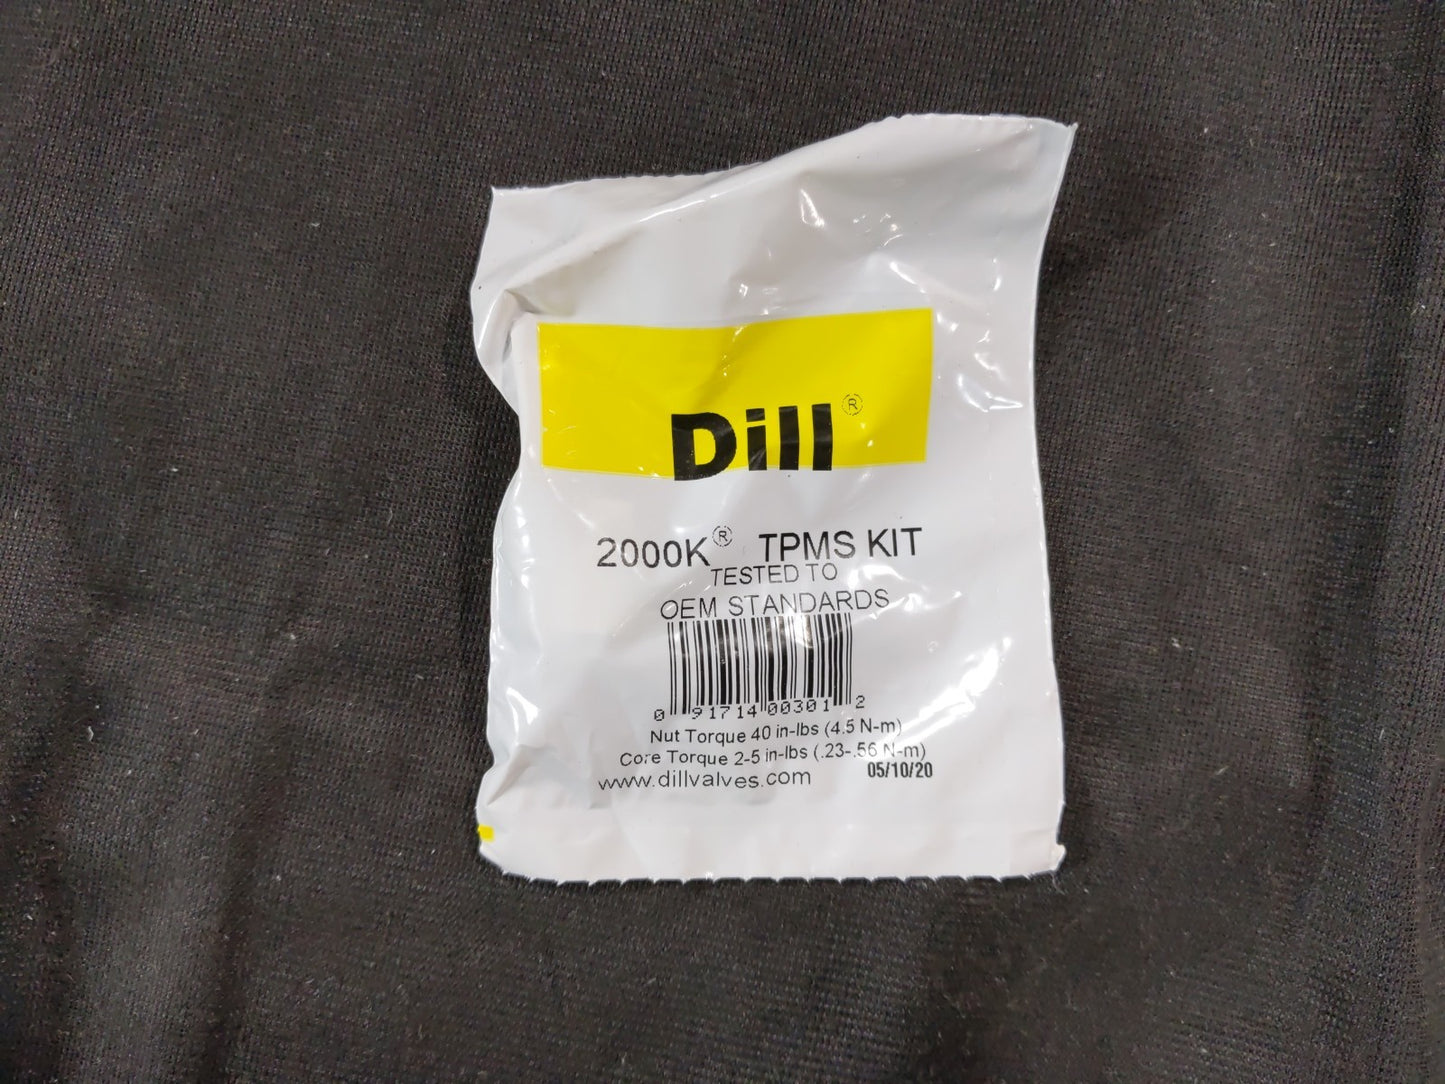 Dill®
2000K® TPMS KIT
TESTED TO
OEM STANDARDS
0 91714 00301 2
Nut Torque 40 in-lbs (4.5 N-m)
Core Torque 2-5 in-lbs (.23-.56 N-m)
www.dillvalves.com 05/10/20